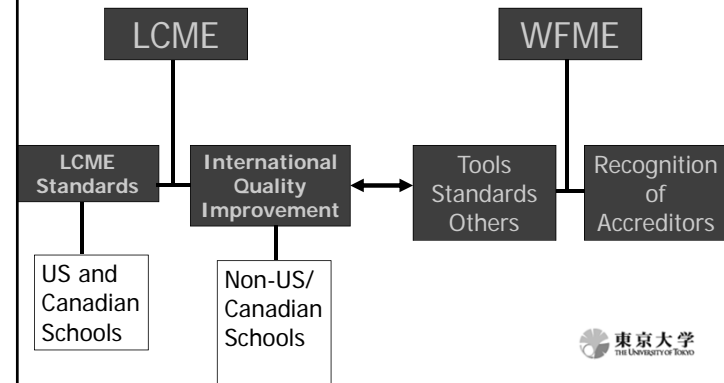 LCME
WFME
LCME
Standards
International
Quality
Improvement
Tools
Standards
Others
Recognition
of
Accreditors
US and
Canadian
Schools
Non-US/
Canadian
Schools
東京大学
THE UNIVERSITY OF TOKYO